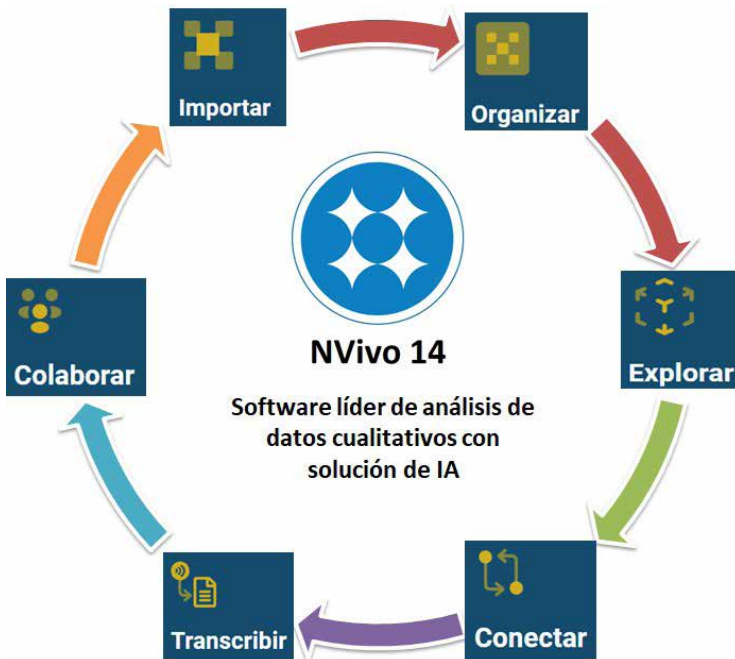 Importar
Organizar
Explorar
Conectar
Transcribir
Colaborar
NVivo 14
Software líder de análisis de
datos cualitativos con
solución de IA